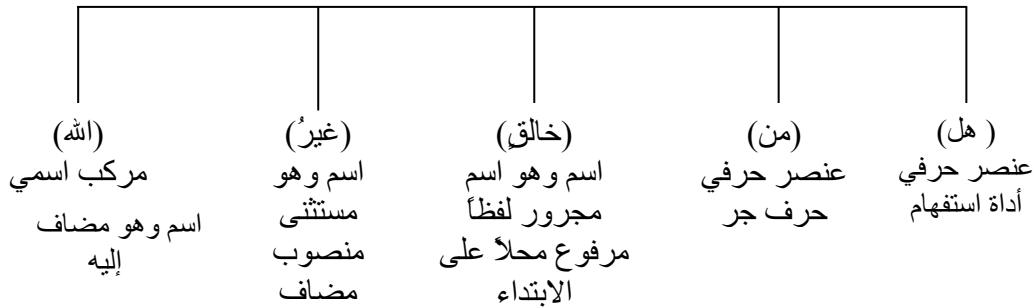 ( هل)
عنصر حرفي
أداة استفهام
(من)
عنصر حرفي
حرف جر
(خالقٍ)
اسم وهو اسم
مجرور لفظاً
مرفوع محلاً على
الابتداء
(غيرُ)
اسم وهو
مستثنى
منصوب
مضاف
(الله)
مركب اسمي
اسم وهو مضاف
إليه